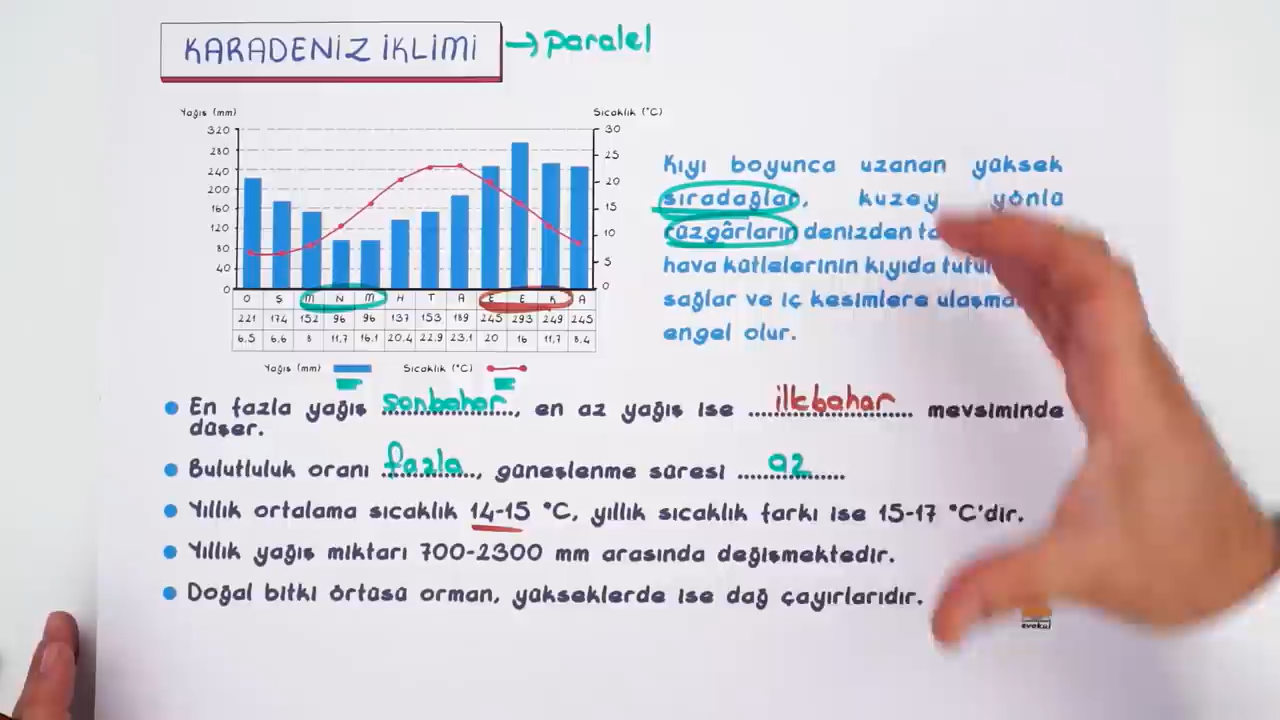 KARADENİZ İKLİMİ → paralel
Yağış (mm) Sıcaklık (°C)
320 30
280 25
240
200 20
160 15
120 10
80 5
40
0 0
O Ş M N M H T A E E K A
221 174 152 96 96 137 153 189 245 293 249 245
6.5 6,6 8 11,7 16.1 20.4 22.9 23.1 20 16 11,7 8,4
Yağış (mm) Sıcaklık (°C)
Kıyı boyunca uzanan yüksek
sıradağlar, kuzey yönlü
rüzgârların denizden
hava kütlelerinin kıyıda
sağlar ve iç kesimlere
engel olur.
• En fazla yağış sonbahar, en az yağış ise ilkbahar mevsiminde
düşer.
• Bulutluluk oranı fazla, güneşlenme süresi az
• Yıllık ortalama sıcaklık 14-15 °C, yıllık sıcaklık farkı ise 15-17 °C'dir.
• Yıllık yağış miktarı 700-2300 mm arasında değişmektedir.
• Doğal bitki örtüsü orman, yükseklerde ise dağ çayırlarıdır.
evokul